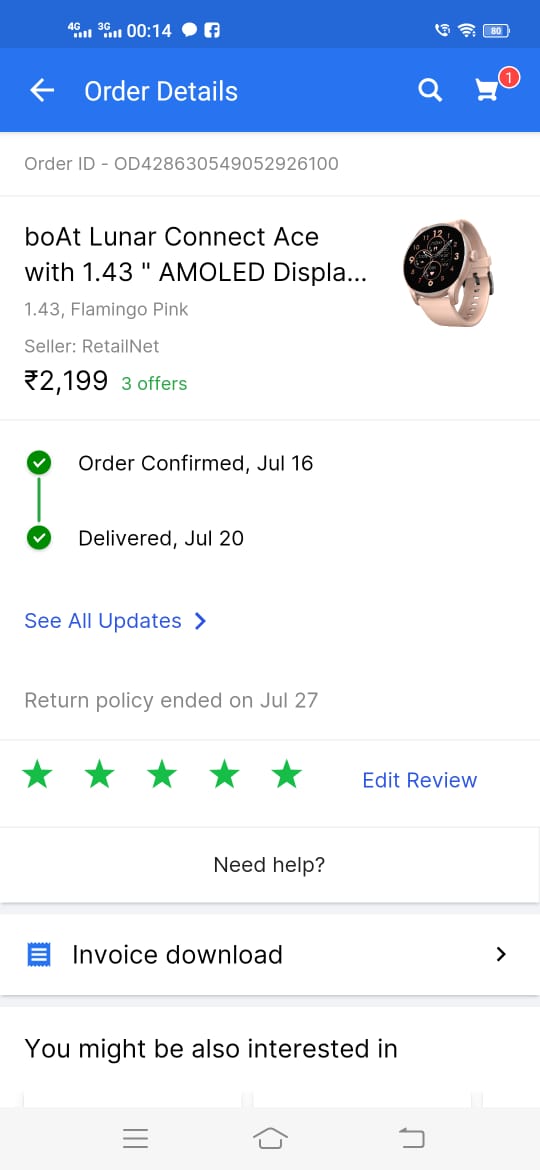 4G 3G 00:14 80
Order Details 1
Order ID - OD428630549052926100
boAt Lunar Connect Ace
with 1.43 " AMOLED Displa...
1.43, Flamingo Pink
Seller: RetailNet
₹2,199 3 offers
Order Confirmed, Jul 16
Delivered, Jul 20
See All Updates
Return policy ended on Jul 27
Edit Review
Need help?
Invoice download
You might be also interested in